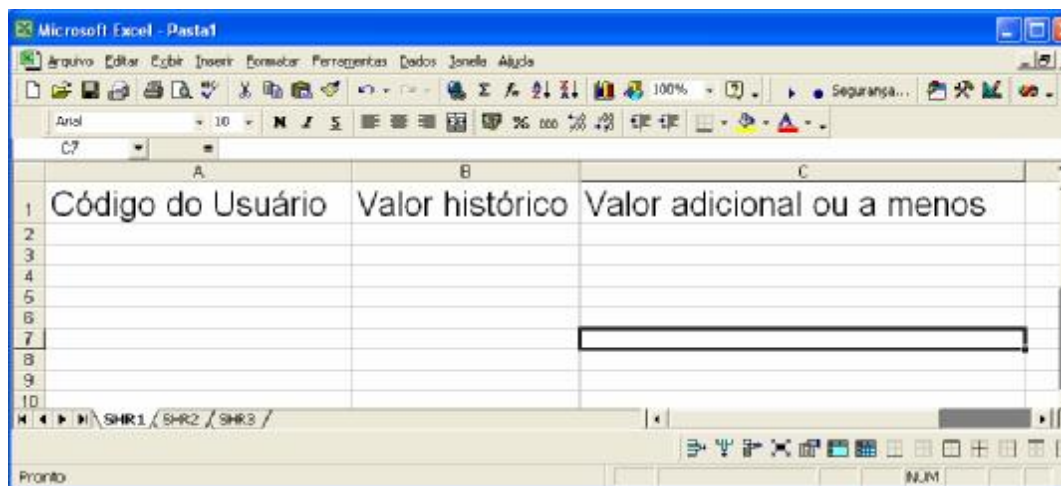 Microsoft Excel - Pasta1
Arquivo Editar Exibir Inserir Formatar Ferramentas Dados Janela Ajuda
100% Segurança...
Arial 10 N I S % 000
C7 =
A B C
1 Código do Usuário Valor histórico Valor adicional ou a menos
2
3
4
5
6
7
8
9
10
SHR1 SHR2 SHR3
Pronto NUM